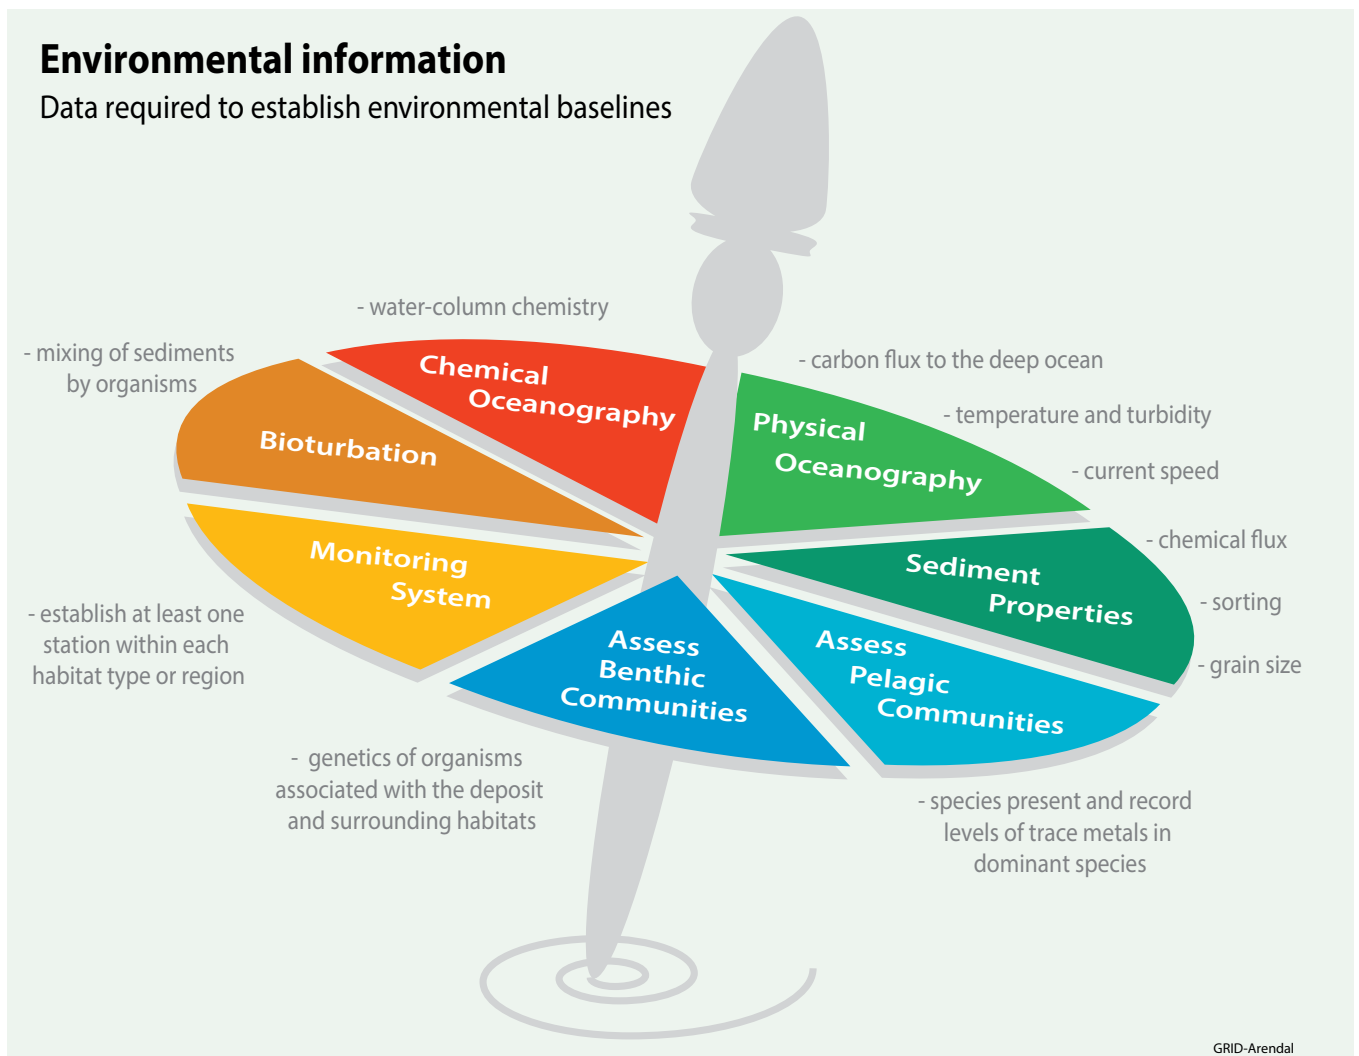 Environmental information
Data required to establish environmental baselines
- water-column chemistry
- mixing of sediments
by organisms
Chemical
Oceanography
Bioturbation
- carbon flux to the deep ocean
- temperature and turbidity
- current speed
Physical
Oceanography
- chemical flux
- sorting
- grain size
Sediment
Properties
Monitoring
System
- establish at least one
station within each
habitat type or region
Assess
Benthic
Communities
- genetics of organisms
associated with the deposit
and surrounding habitats
Assess
Pelagic
Communities
- species present and record
levels of trace metals in
dominant species
GRID-Arendal